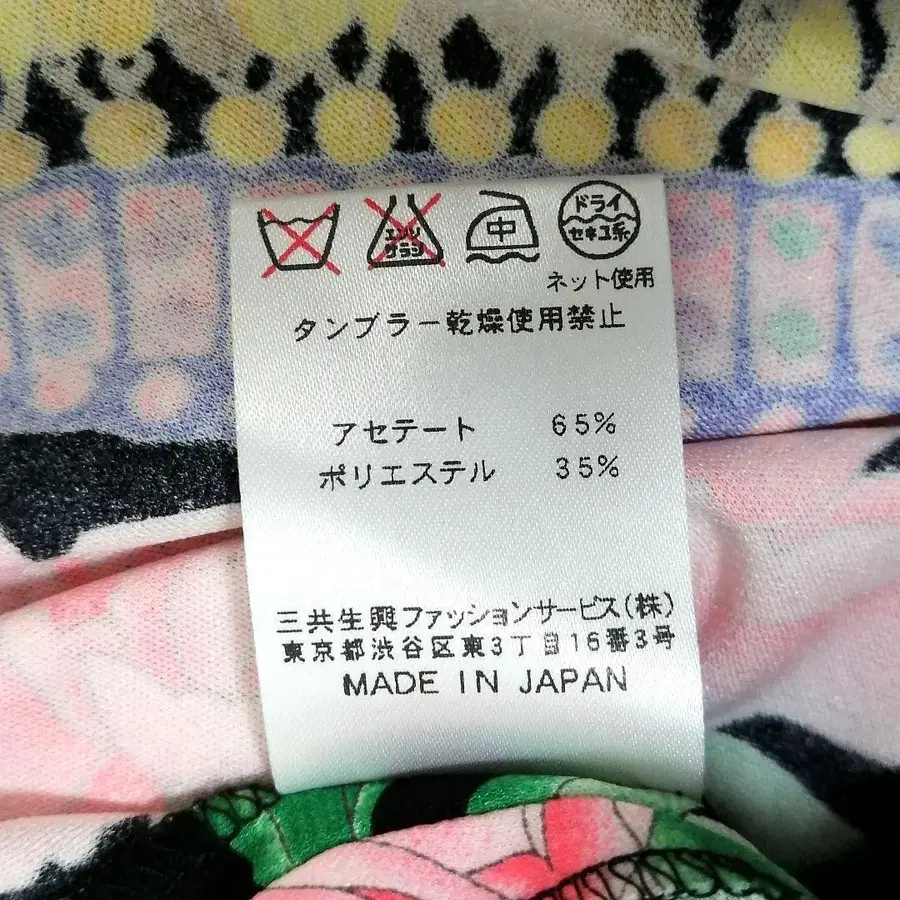 エンソ
サラシ
中
ドライ
セキユ系
ネット使用
タンブラー乾燥使用禁止
アセテート 65%
ポリエステル 35%
三共生興ファッションサービス(株)
東京都渋谷区東3丁目16番3号
MADE IN JAPAN